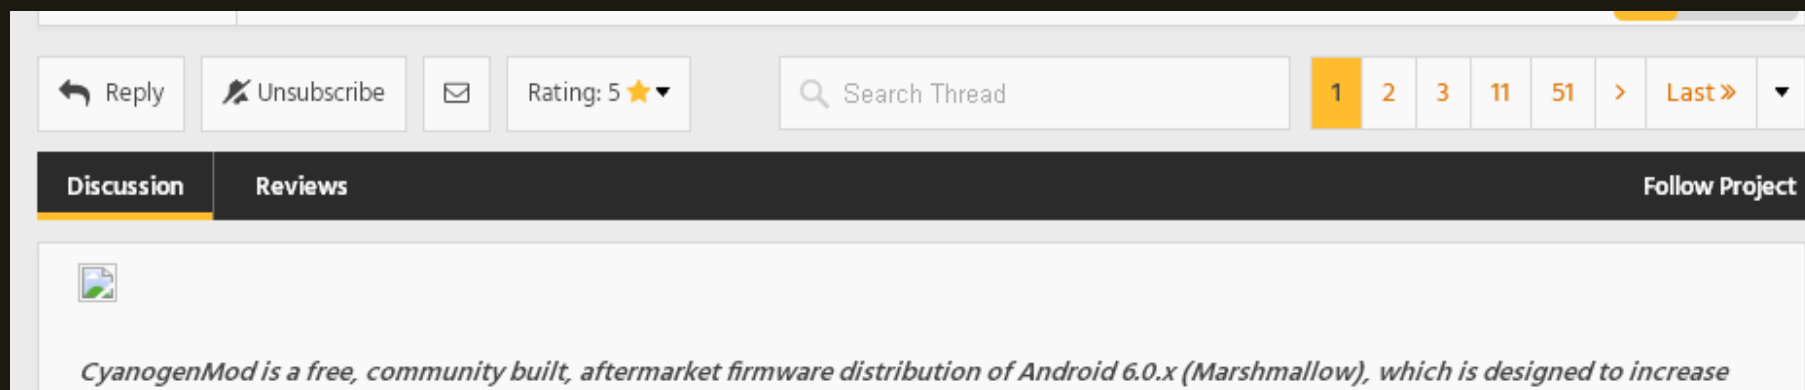 Reply Unsubscribe Rating: 5 Search Thread 1 2 3 11 51 > Last »
Discussion Reviews Follow Project
CyanogenMod is a free, community built, aftermarket firmware distribution of Android 6.0.x (Marshmallow), which is designed to increase